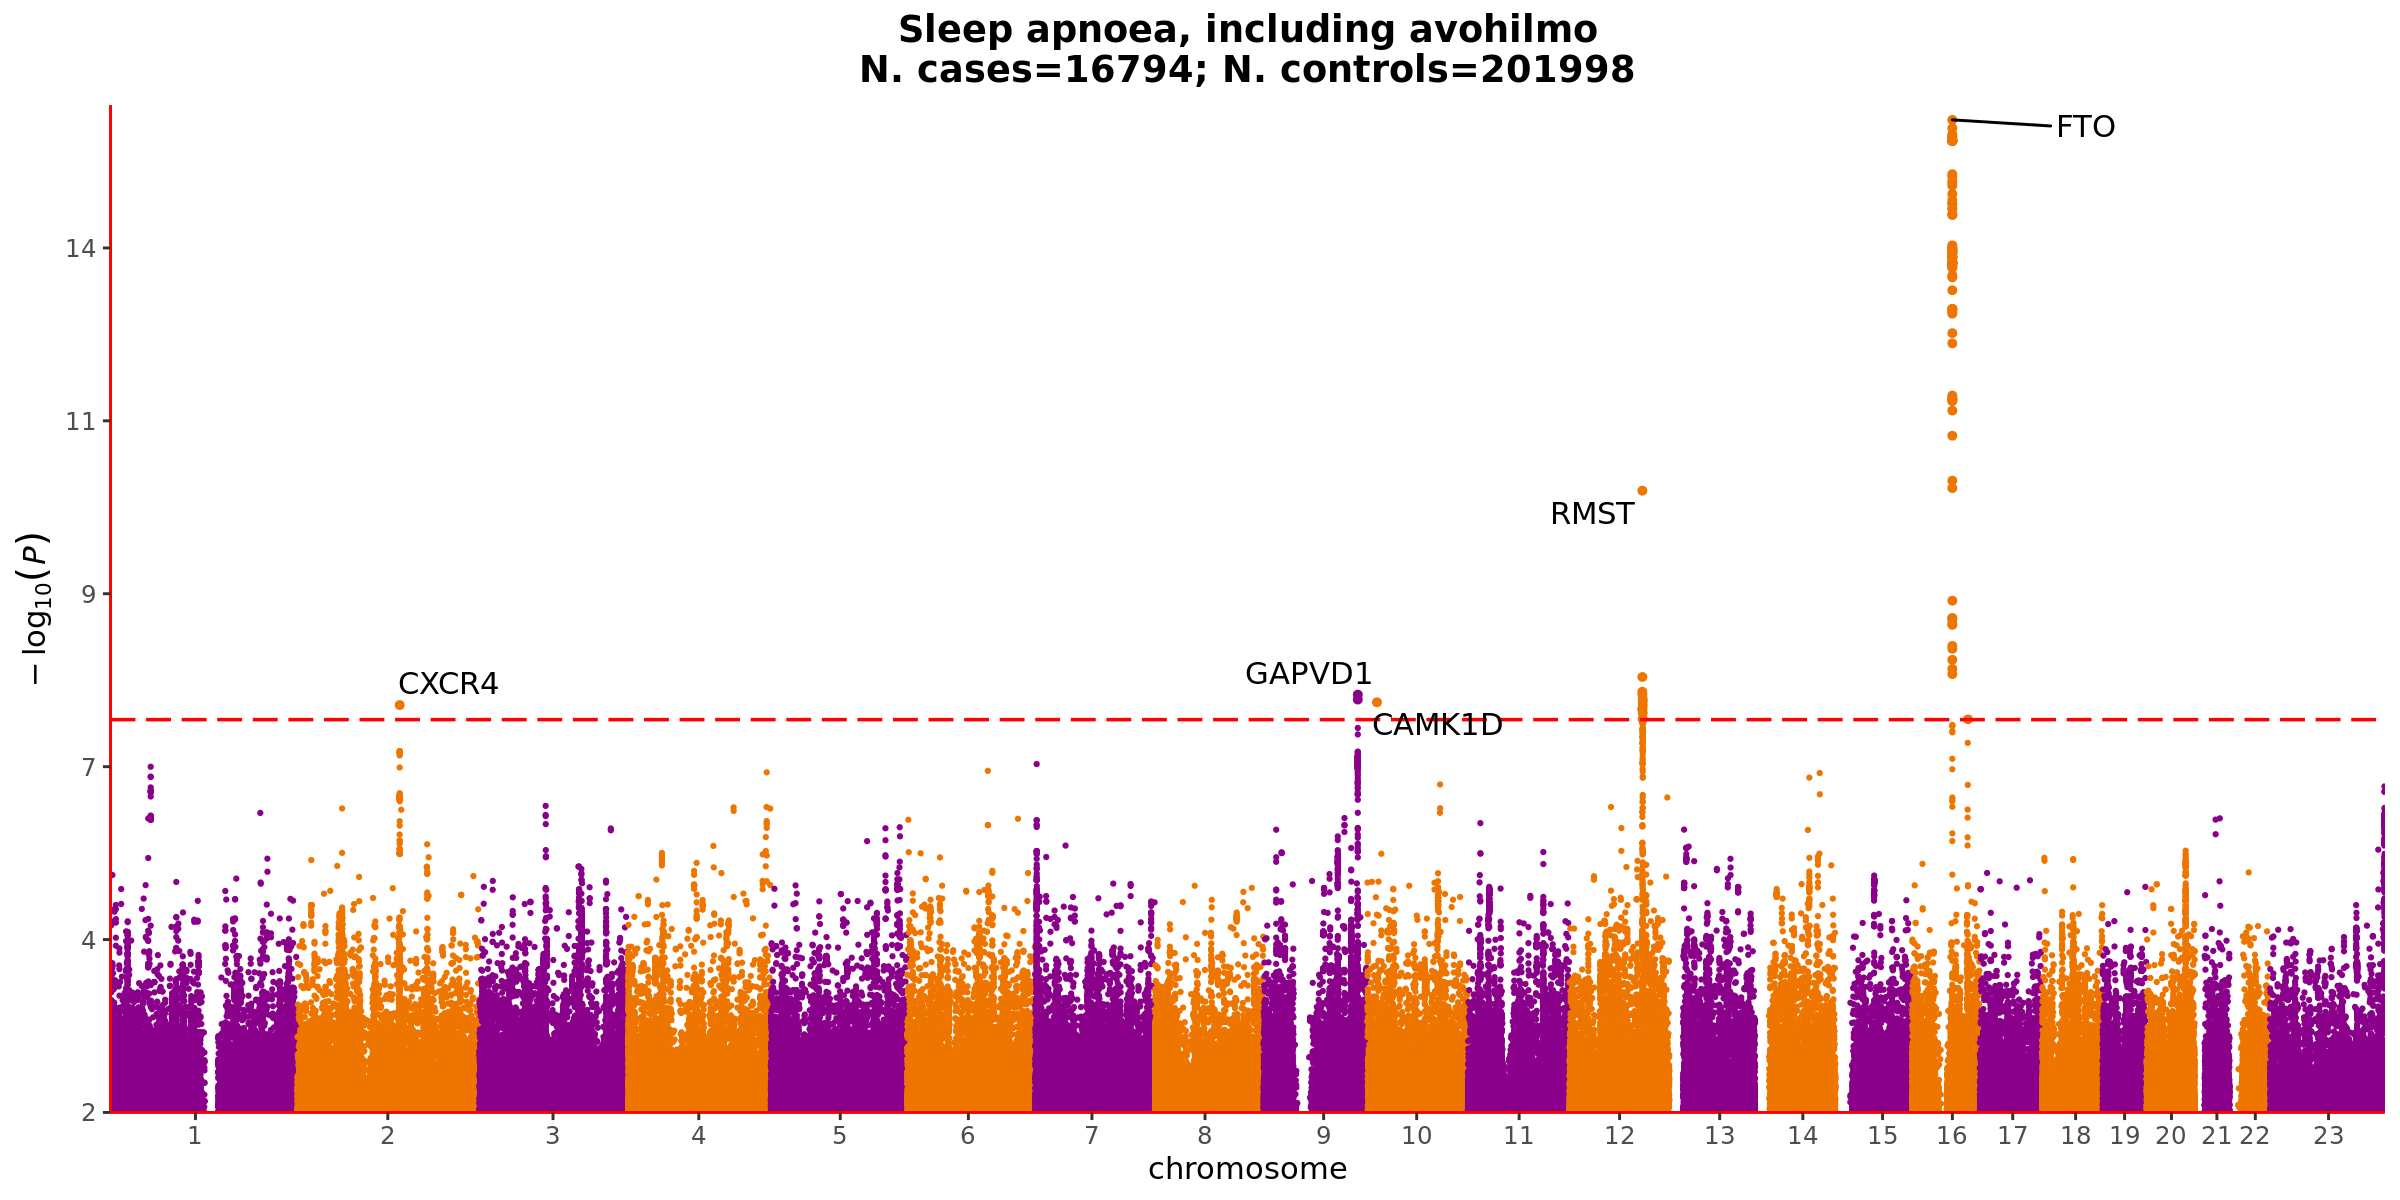 Sleep apnoea, including avohilmo
N. cases=16794; N. controls=201998
FTO
14
11
RMST
9
−log10(P)
GAPVD1
CXCR4
CAMK1D
7
4
2
1 2 3 4 5 6 7 8 9 10 11 12 13 14 15 16 17 18 19 20 21 22 23
chromosome